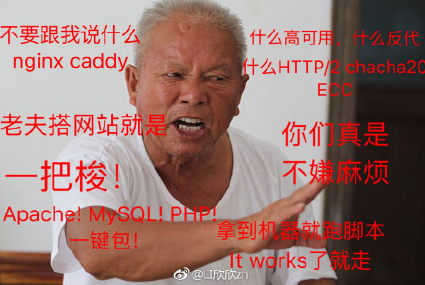 不要跟我说什么
nginx caddy
什么高可用，什么反代
什么HTTP/2 chacha20
ECC
老夫搭网站就是
一把梭！
Apache! MySQL! PHP!
一键包！
你们真是
不嫌麻烦
拿到机器就跑脚本
It works了就走
@LI欣欣zn